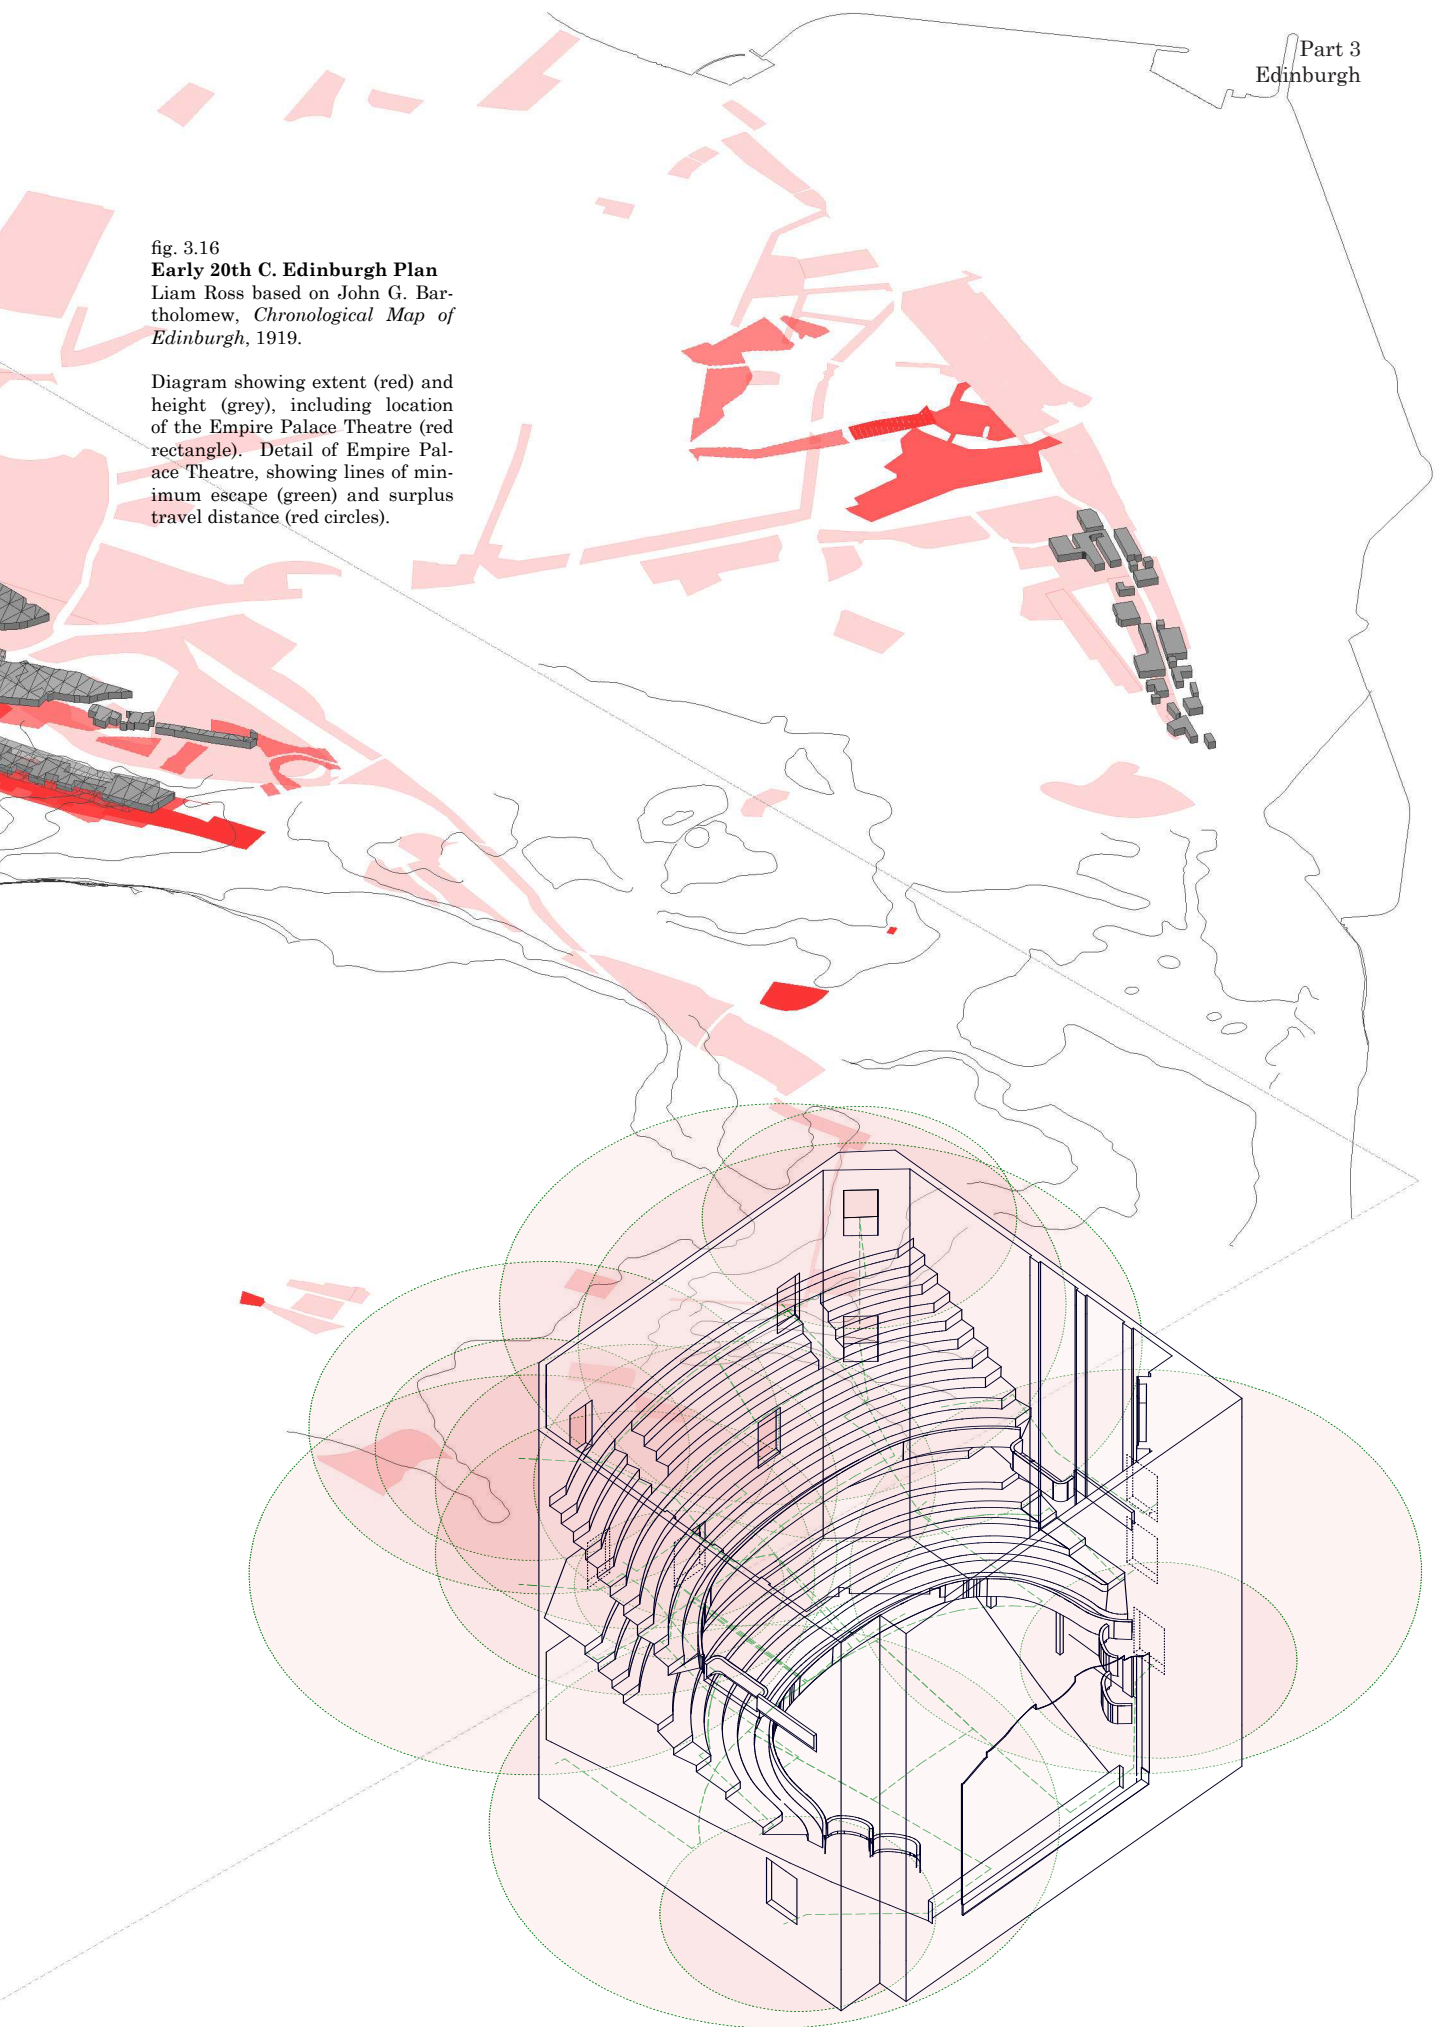 Part 3
Edinburgh
fig. 3.16
Early 20th C. Edinburgh Plan
Liam Ross based on John G. Bar-
tholomew, Chronological Map of
Edinburgh, 1919.
Diagram showing extent (red) and
height (grey), including location
of the Empire Palace Theatre (red
rectangle). Detail of Empire Pal-
ace Theatre, showing lines of min-
imum escape (green) and surplus
travel distance (red circles).